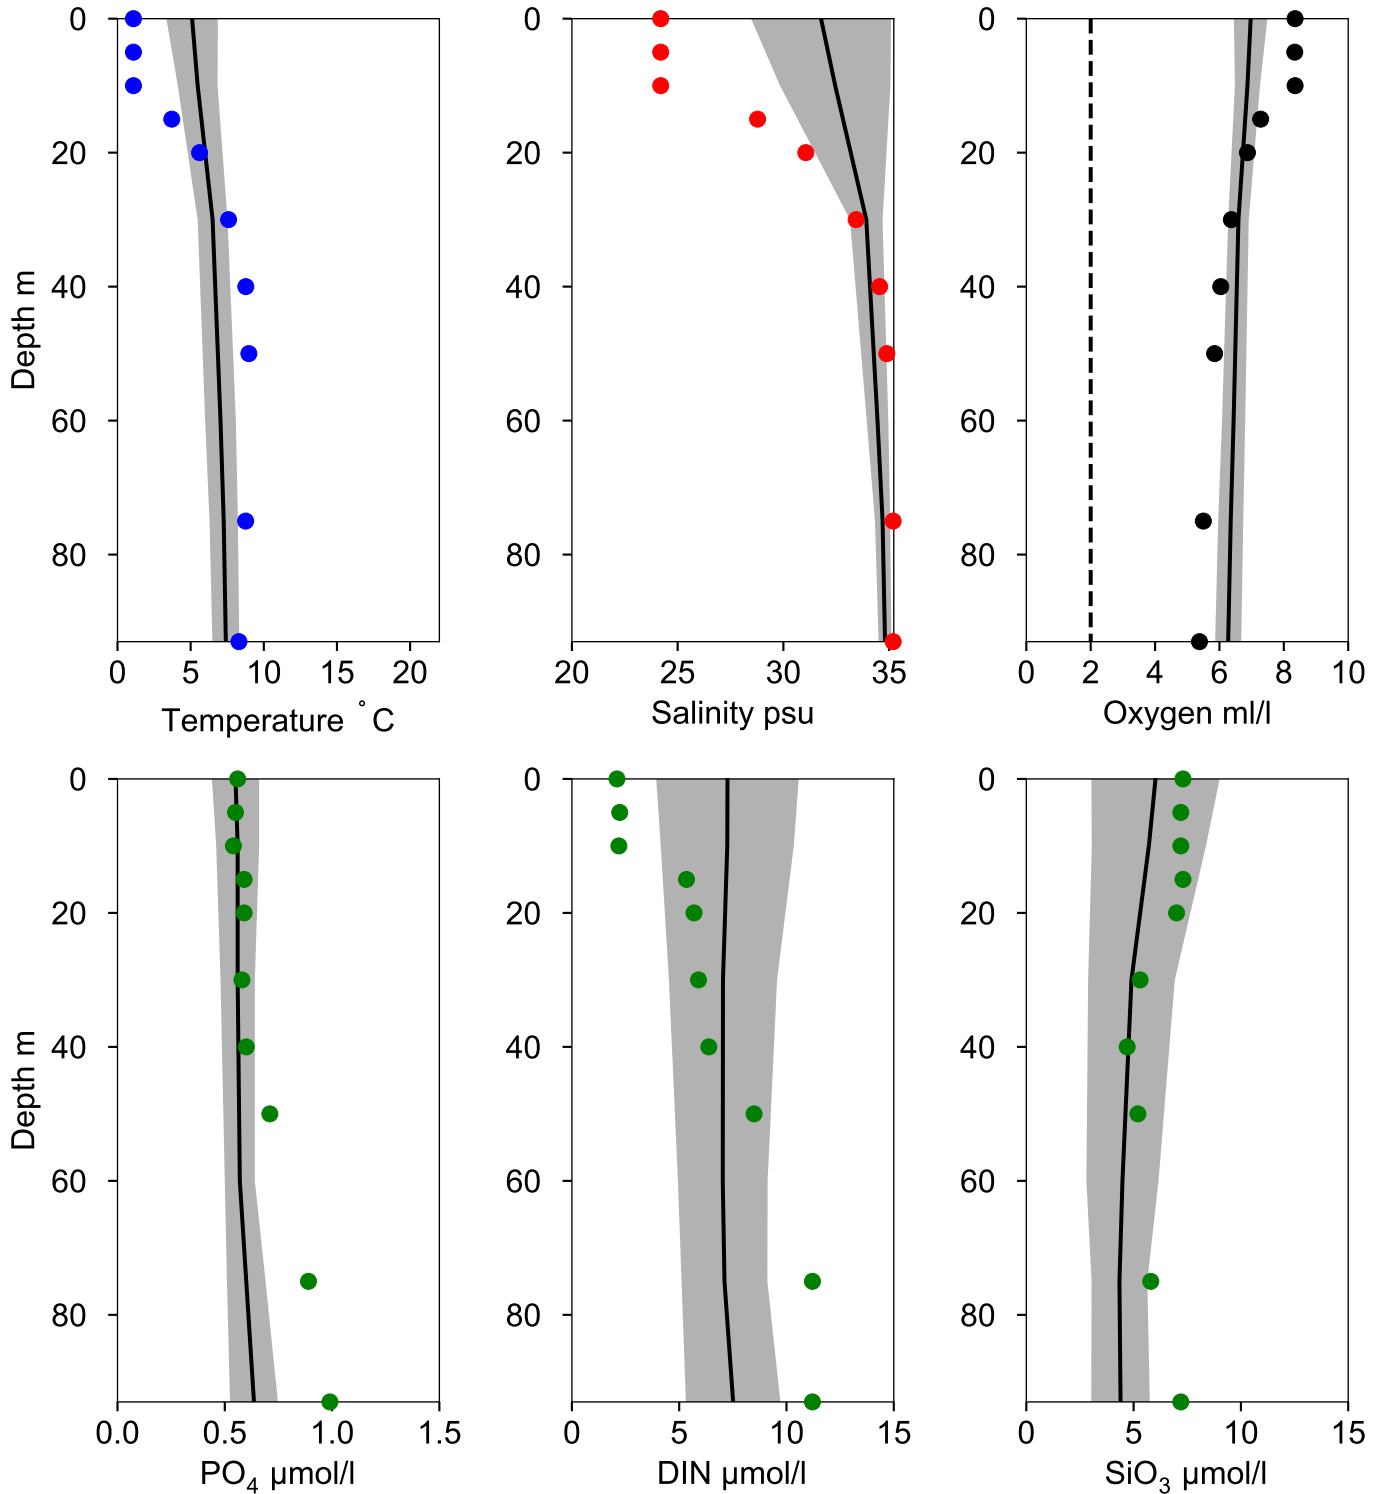 0
0
0
20
20
20
40
40
40
Depth m
60
60
60
80
80
80
0 5 10 15 20
20 25 30 35
0 2 4 6 8 10
Temperature °C
Salinity psu
Oxygen ml/l
0
0
0
20
20
20
40
40
40
Depth m
60
60
60
80
80
80
0.0 0.5 1.0 1.5
0 5 10 15
0 5 10 15
PO₄ µmol/l
DIN µmol/l
SiO₃ µmol/l